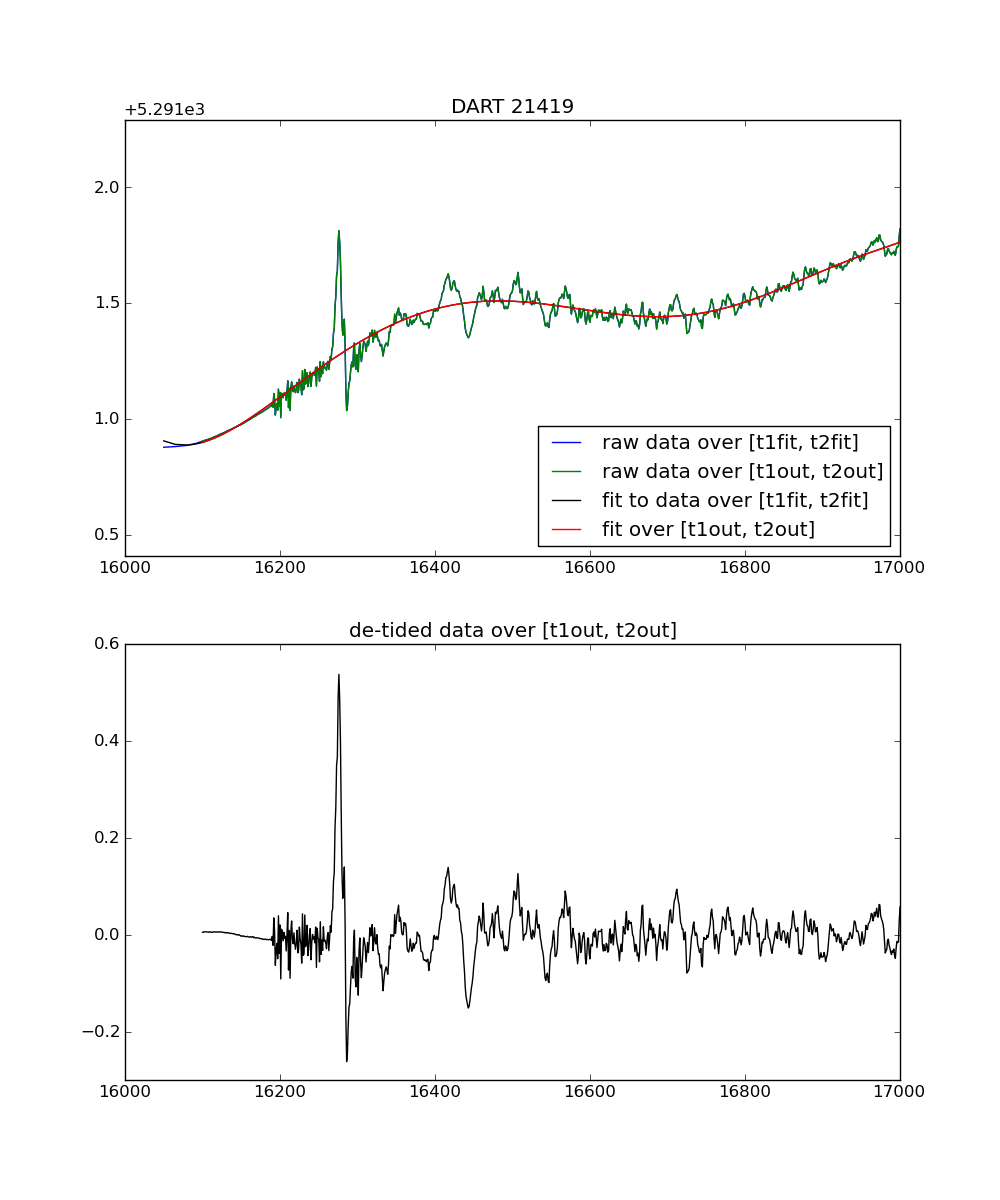 +5.291e3
DART 21419
2.0
1.5
1.0
0.5
raw data over [t1fit, t2fit]
raw data over [t1out, t2out]
fit to data over [t1fit, t2fit]
fit over [t1out, t2out]
16000 16200 16400 16600 16800 17000
de-tided data over [t1out, t2out]
0.6
0.4
0.2
0.0
−0.2
16000 16200 16400 16600 16800 17000